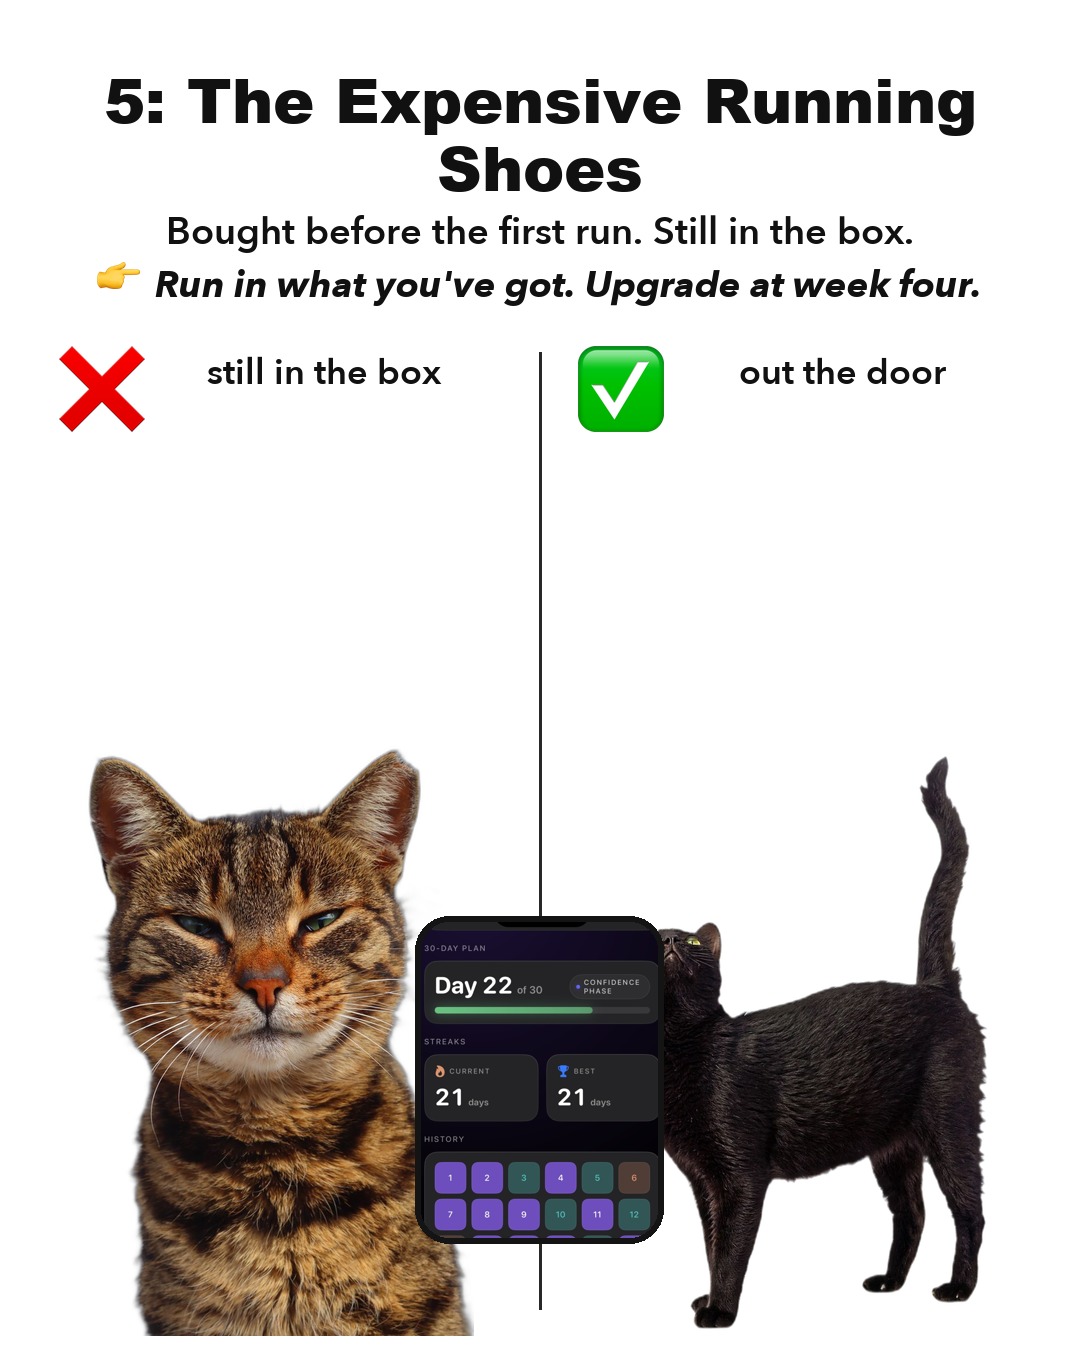 5: The Expensive Running
Shoes
Bought before the first run. Still in the box.
👉 Run in what you've got. Upgrade at week four.
❌ still in the box
✅ out the door
30-DAY PLAN
Day 22 of 30
CONFIDENCE
PHASE
STREAKS
CURRENT
21 days
BEST
21 days
HISTORY
1 2 3 4 5 6
7 8 9 10 11 12